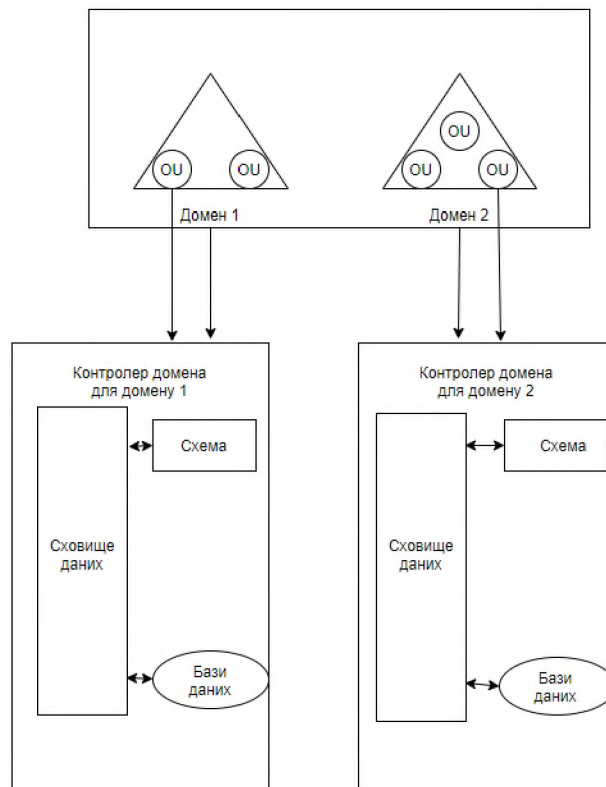 OU
OU
OU
OU
OU
Домен 1
Домен 2
Контролер домена
для домену 1
Схема
Сховище
даних
Бази
даних
Контролер домена
для домену 2
Схема
Сховище
даних
Бази
даних